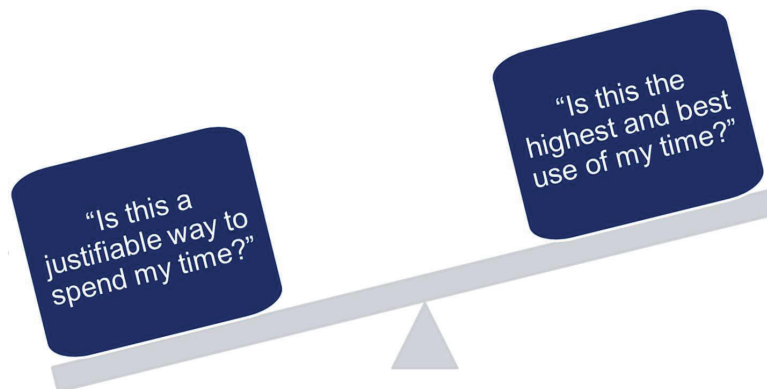 “Is this a
justifiable way to
spend my time?”
“Is this the
highest and best
use of my time?”